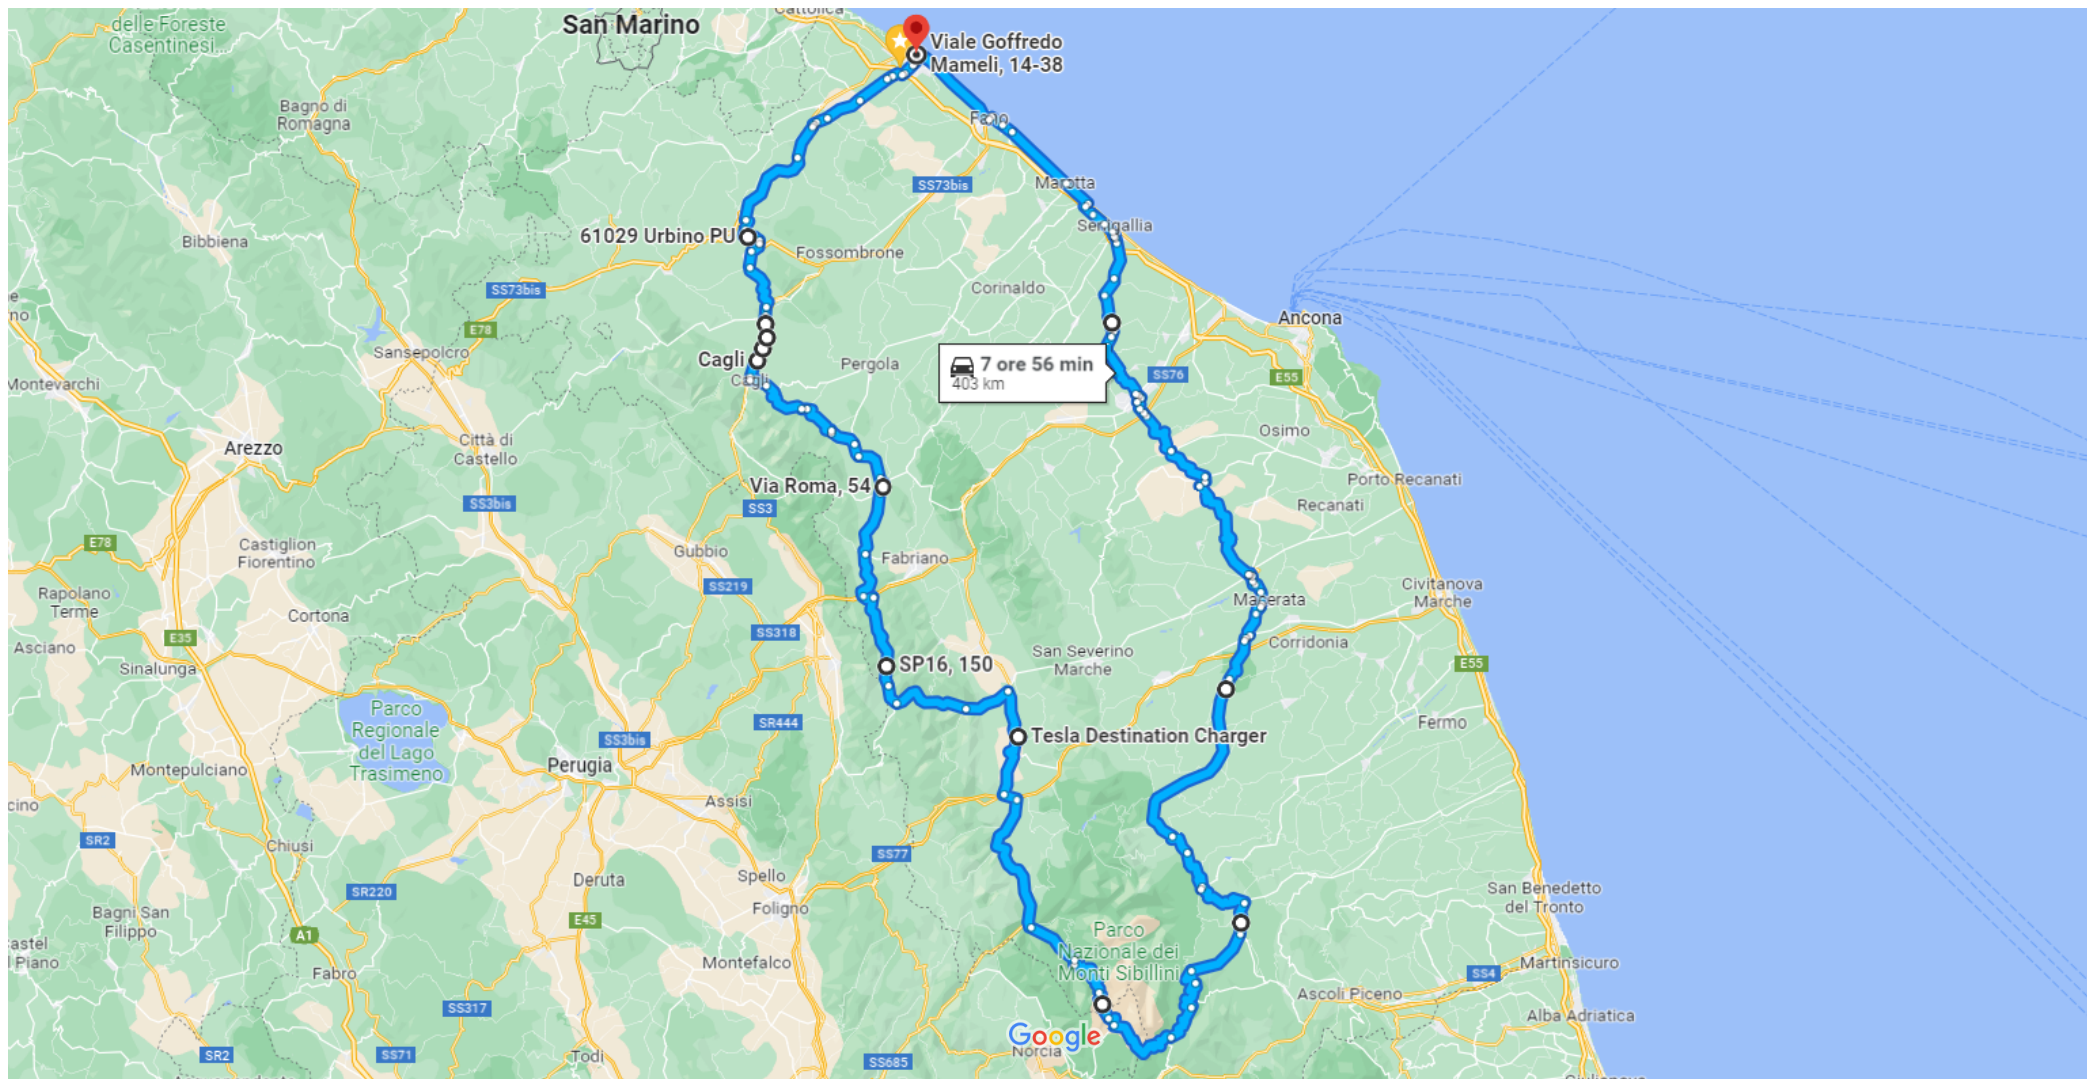 delle Foreste
Casentinesi...
San Marino
Cattolica
Viale Goffredo
Mameli, 14-38
Bagno di
Romagna
Fano
SS73bis
Marotta
Senigallia
Bibbiena
61029 Urbino PU
Fossombrone
SS73bis
Corinaldo
Ancona
E78
Sansepolcro
Cagli
Cagli
Pergola
7 ore 56 min
403 km
SS76
E55
Montevarchi
Arezzo
Città di
Castello
Osimo
Via Roma, 54
Porto Recanati
SS3bis
SS3
Recanati
E78
Castiglion
Fiorentino
Gubbio
Fabriano
SS219
Rapolano
Terme
Civitanova
Marche
Macerata
Cortona
E35
SS318
Asciano
Corridonia
San Severino
Marche
SP16, 150
E55
Sinalunga
Parco
Regionale
del Lago
Trasimeno
SR444
Fermo
SS3bis
Tesla Destination Charger
Perugia
Montepulciano
Assisi
cino
SR2
Chiusi
SS77
Deruta
Spello
SR220
San Benedetto
del Tronto
Foligno
Bagni San
Filippo
E45
A1
Parco
Nazionale dei
Monti Sibillini
astel
l Piano
Fabro
Montefalco
Martinsicuro
SS4
Ascoli Piceno
SS317
Alba Adriatica
Google
Norcia
SR2
SS71
Todi
SS685